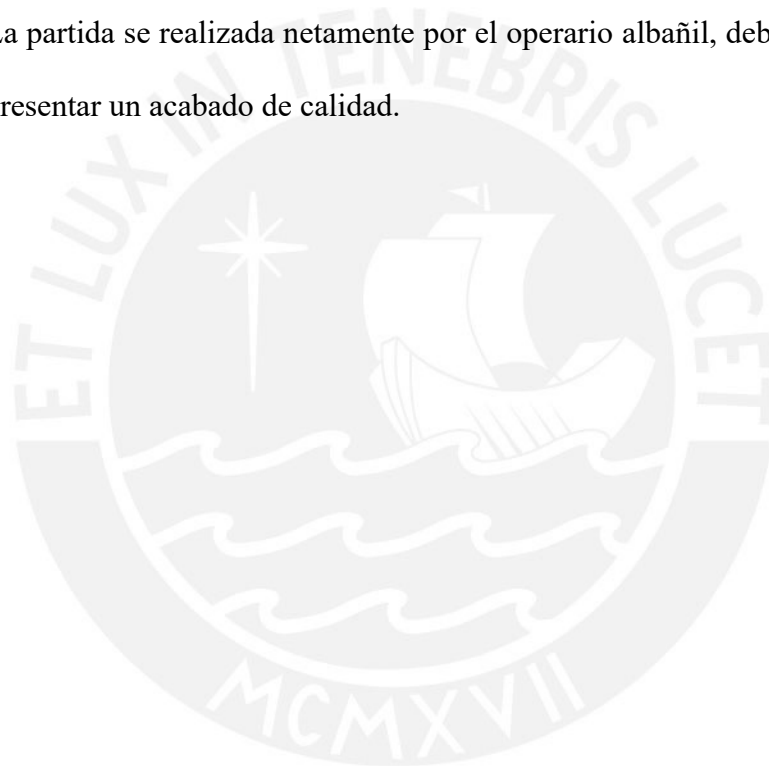 La partida se realizada netamente por el operario albañil, deb
resentar un acabado de calidad.
ET LUX IN TENEBRIS LUCET
MCMXVII